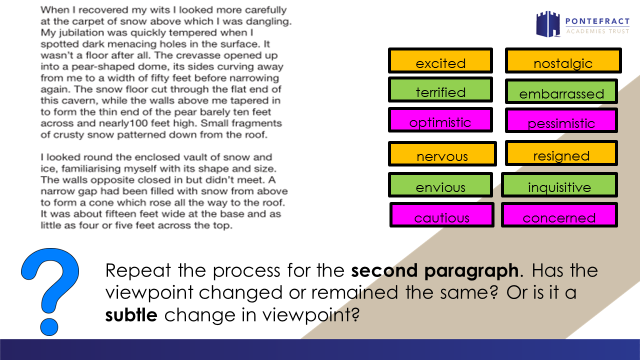 When I recovered my wits I looked more carefully
at the carpet of snow above which I was dangling.
My jubilation was quickly tempered when I
spotted dark menacing holes in the surface. It
wasn't a floor after all. The crevasse opened up
into a pear-shaped dome, its sides curving away
from me to a width of fifty feet before narrowing
again. The snow floor cut through the flat end of
this cavern, while the walls above me tapered in
to form the thin end of the pear barely ten feet
across and nearly100 feet high. Small fragments
of crusty snow patterned down from the roof.
I looked round the enclosed vault of snow and
ice, familiarising myself with its shape and size.
The walls opposite closed in but didn't meet. A
narrow gap had been filled with snow from above
to form a cone which rose all the way to the roof.
It was about fifteen feet wide at the base and as
little as four or five feet across the top.
PONTEFRACT
ACADEMIES TRUST
excited
nostalgic
terrified
embarrassed
optimistic
pessimistic
nervous
resigned
envious
inquisitive
cautious
concerned
Repeat the process for the second paragraph. Has the
viewpoint changed or remained the same? Or is it a
subtle change in viewpoint?